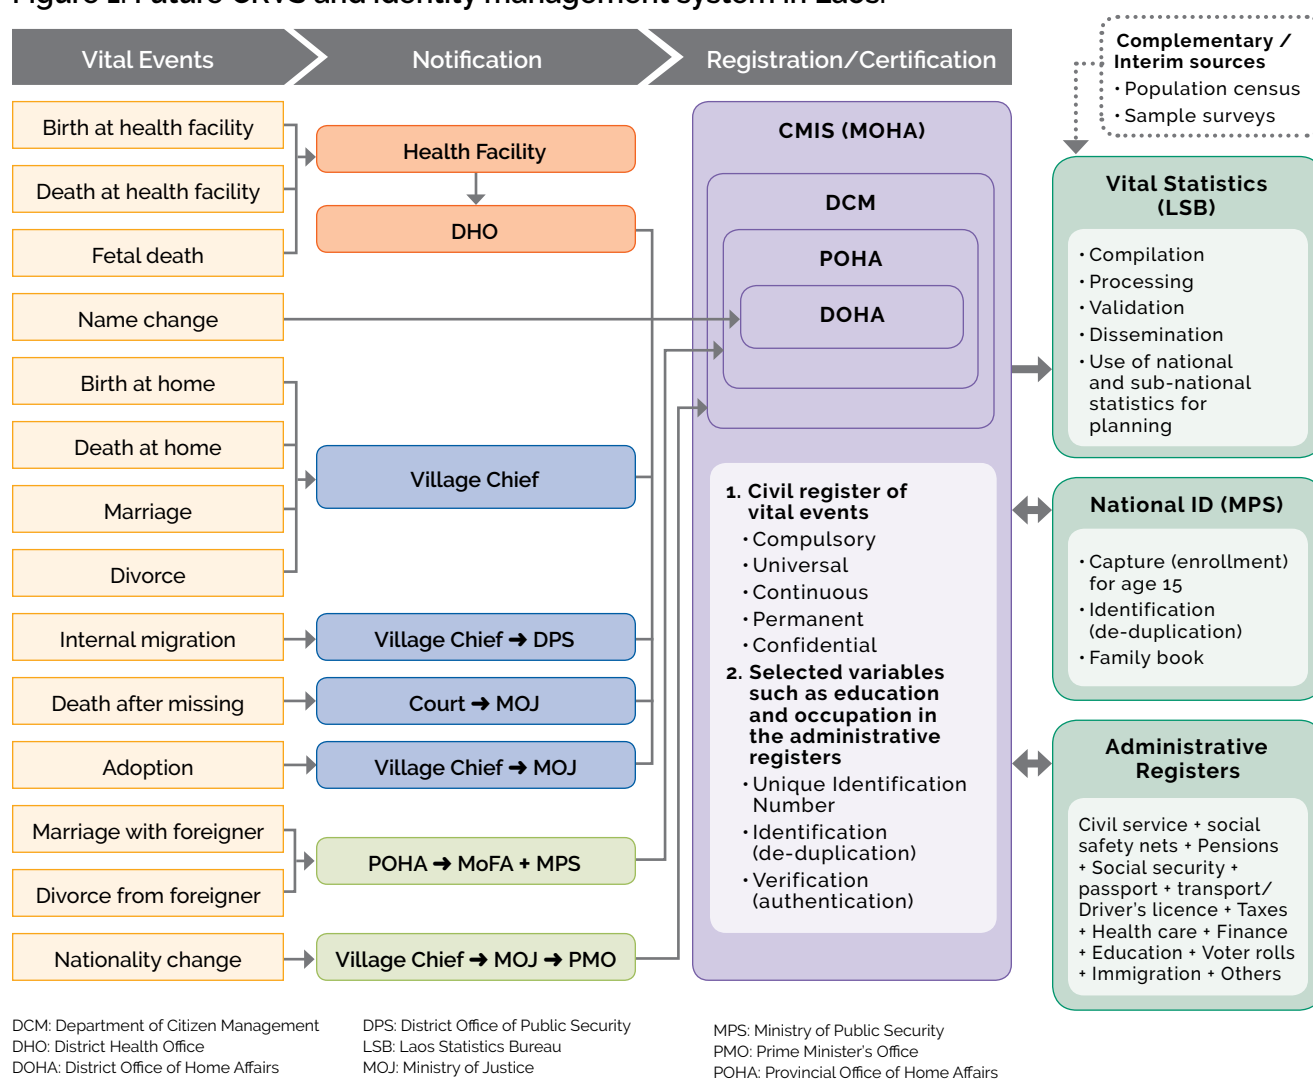 Figure 1: Future CRVS and identity management system in Laos.
Vital Events
Notification
Registration/Certification
Complementary /
Interim sources
· Population census
· Sample surveys
Birth at health facility
Death at health facility
Fetal death
Name change
Birth at home
Death at home
Marriage
Divorce
Internal migration
Death after missing
Adoption
Marriage with foreigner
Divorce from foreigner
Nationality change
Health Facility
DHO
Village Chief
Village Chief ➜ DPS
Court ➜ MOJ
Village Chief ➜ MOJ
POHA ➜ MoFA + MPS
Village Chief ➜ MOJ ➜ PMO
CMIS (MOHA)
DCM
POHA
DOHA
1. Civil register of
vital events
· Compulsory
· Universal
· Continuous
· Permanent
· Confidential
2. Selected variables
such as education
and occupation in
the administrative
registers
· Unique Identification
Number
· Identification
(de-duplication)
· Verification
(authentication)
Vital Statistics
(LSB)
· Compilation
· Processing
· Validation
· Dissemination
· Use of national
and sub-national
statistics for
planning
National ID (MPS)
· Capture (enrollment)
for age 15
· Identification
(de-duplication)
· Family book
Administrative
Registers
Civil service + social
safety nets + Pensions
+ Social security +
passport + transport/
Driver's licence + Taxes
+ Health care + Finance
+ Education + Voter rolls
+ Immigration + Others
DCM: Department of Citizen Management
DHO: District Health Office
DOHA: District Office of Home Affairs
DPS: District Office of Public Security
LSB: Laos Statistics Bureau
MOJ: Ministry of Justice
MPS: Ministry of Public Security
PMO: Prime Minister's Office
POHA: Provincial Office of Home Affairs